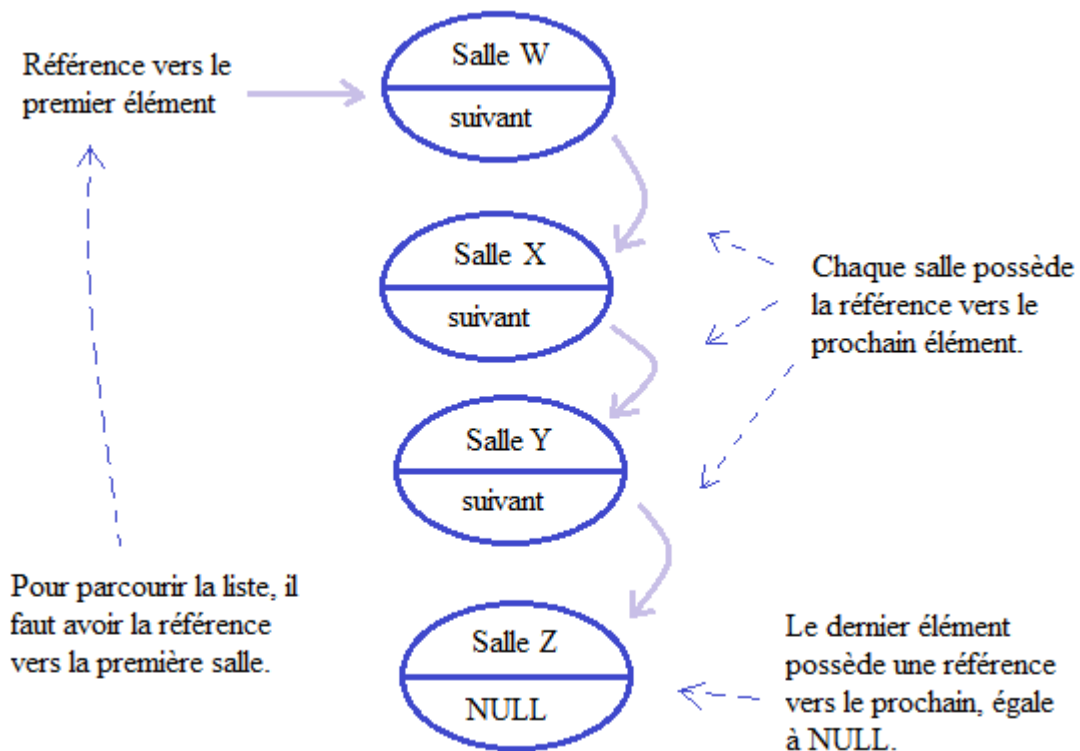 Référence vers le
premier élément
Salle W
suivant
Salle X
suivant
Chaque salle possède
la référence vers le
prochain élément.
Salle Y
suivant
Pour parcourir la liste, il
faut avoir la référence
vers la première salle.
Salle Z
NULL
Le dernier élément
possède une référence
vers le prochain, égale
à NULL.